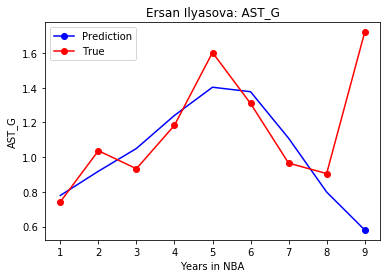 Ersan Ilyasova: AST_G
Prediction
True
1.6
1.4
1.2
1.0
0.8
0.6
AST_G
1 2 3 4 5 6 7 8 9
Years in NBA